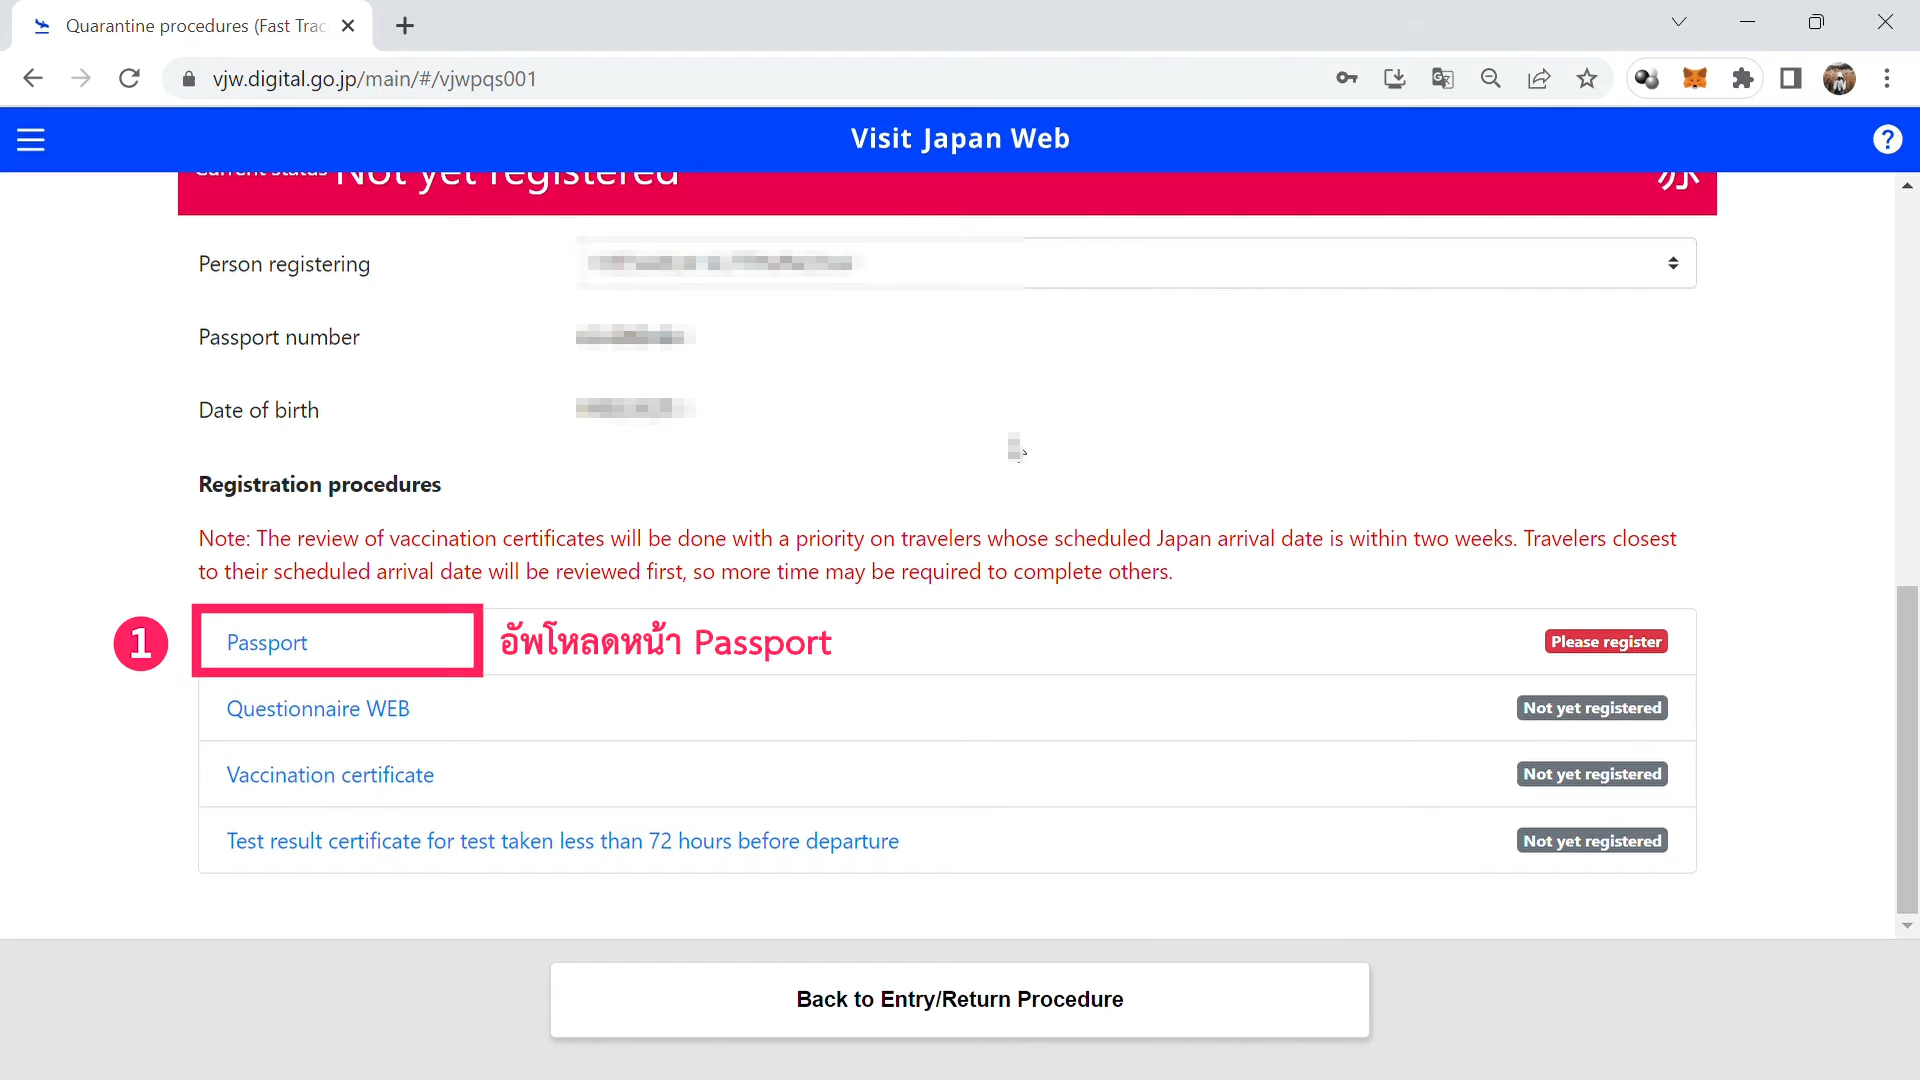 Quarantine procedures (Fast Trac
vjw.digital.go.jp/main/#/vjwpqs001
Visit Japan Web
?
Current status Not yet registered
Person registering
Passport number
Date of birth
Registration procedures
Note: The review of vaccination certificates will be done with a priority on travelers whose scheduled Japan arrival date is within two weeks. Travelers closest
to their scheduled arrival date will be reviewed first, so more time may be required to complete others.
1 Passport อัพโหลดหน้า Passport Please register
Questionnaire WEB Not yet registered
Vaccination certificate Not yet registered
Test result certificate for test taken less than 72 hours before departure Not yet registered
Back to Entry/Return Procedure